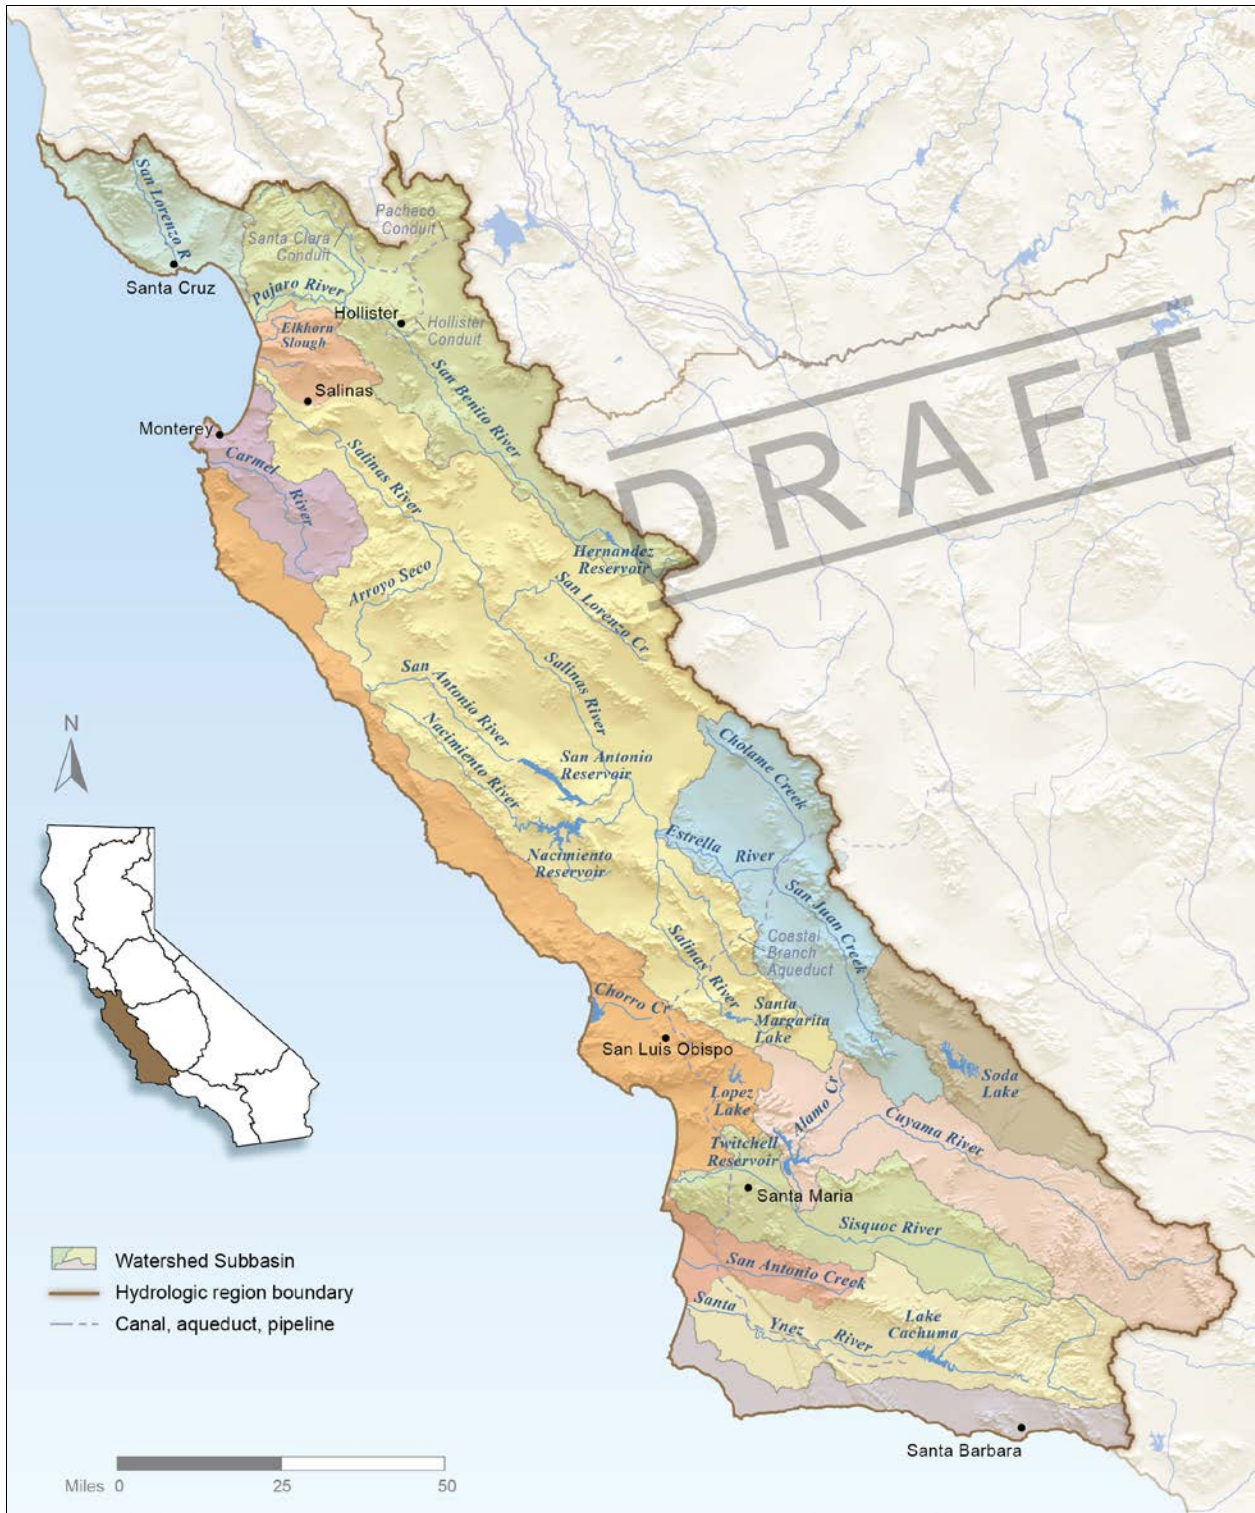 San Lorenzo R
Santa Cruz
Pacheco
Conduit
Santa Clara
Conduit
Pajaro River
Hollister
Hollister
Conduit
Elkhorn
Slough
Salinas
San Benito River
Monterey
Carmel
River
Salinas River
DRAFT
Hernandez
Reservoir
Arroyo Seco
San Lorenzo Cr
San
Antonio River
Salinas River
Nacimiento River
San Antonio
Reservoir
Cholame Creek
N
Estrella
River
Nacimiento
Reservoir
San Juan Creek
Coastal
Branch
Aqueduct
Salinas
River
Chorro Cr
Santa
Margarita
Lake
San Luis Obispo
Soda
Lake
Lopez
Lake
Alamo Cr
Cuyama River
Twitchell
Reservoir
Santa Maria
Sisquoc River
San Antonio Creek
Santa
Ynez
River
Lake
Cachuma
Santa Barbara
Watershed Subbasin
Hydrologic region boundary
Canal, aqueduct, pipeline
Miles 0 25 50